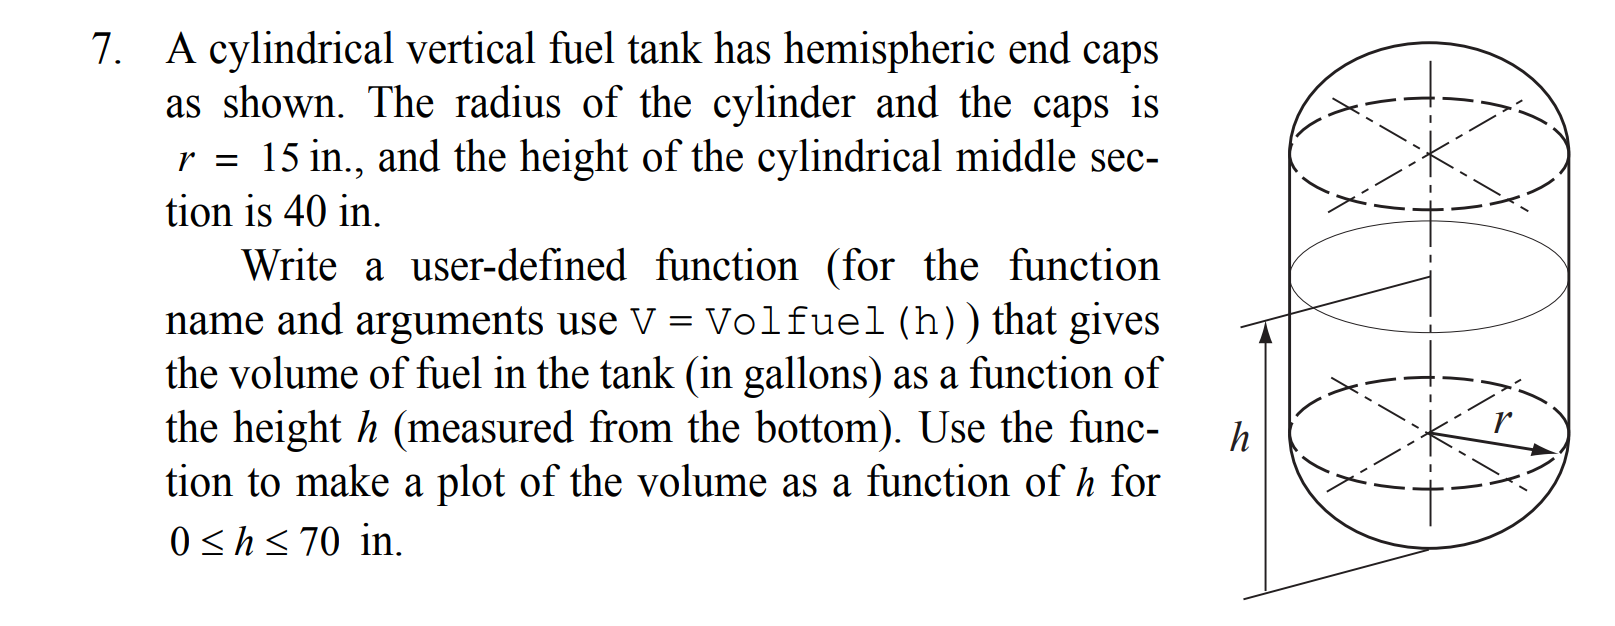 7. A cylindrical vertical fuel tank has hemispheric end caps
as shown. The radius of the cylinder and the caps is
r = 15 in., and the height of the cylindrical middle sec-
tion is 40 in.
Write a user-defined function (for the function
name and arguments use V = Volfuel(h)) that gives
the volume of fuel in the tank (in gallons) as a function of
the height h (measured from the bottom). Use the func-
tion to make a plot of the volume as a function of h for
0 ≤ h ≤ 70 in.
r
h